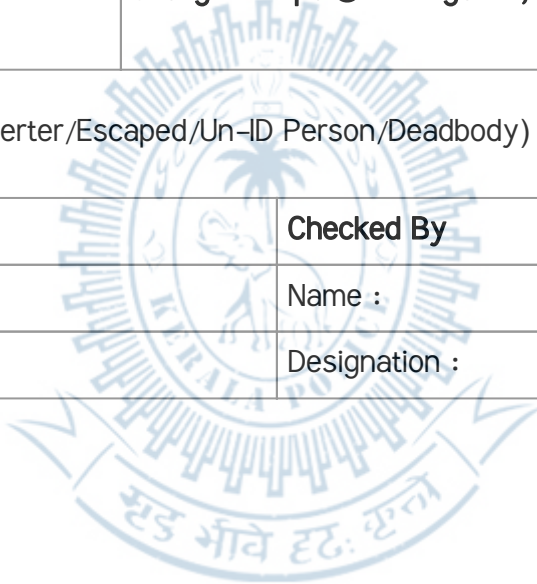 erter/Escaped/Un-ID Person/Deadbody)
Checked By
Name :
Designation :
KERALA POLICE
मृदु भावे दृढ कृत्ये